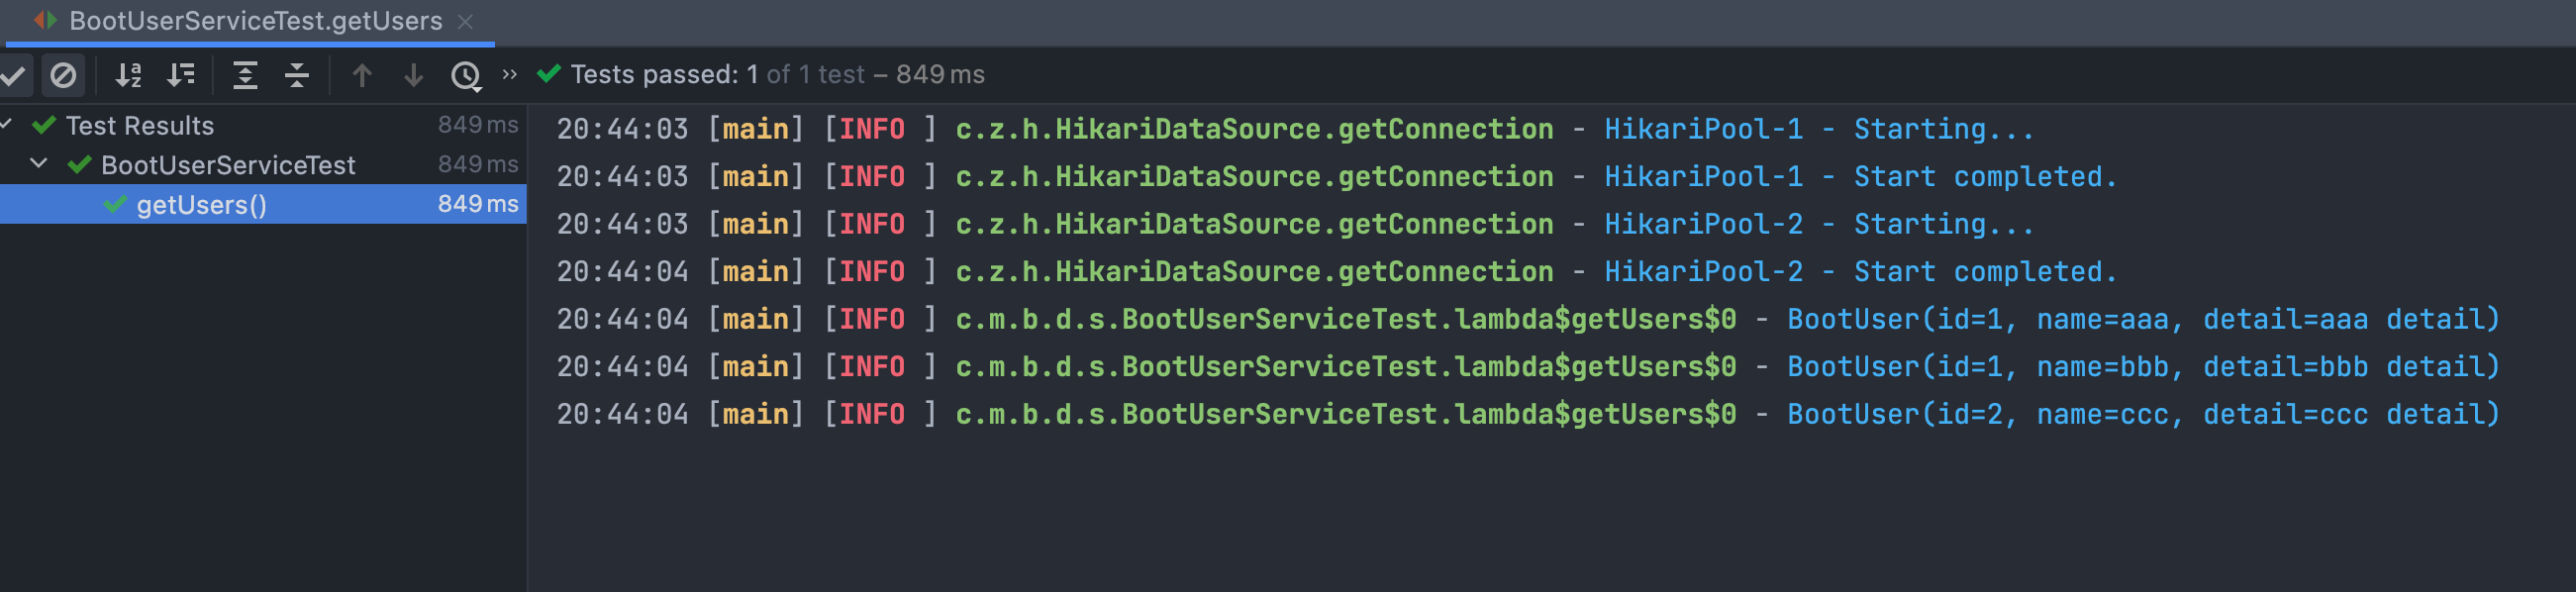 BootUserServiceTest.getUsers ×
Tests passed: 1 of 1 test – 849 ms
Test Results 849 ms
BootUserServiceTest 849 ms
getUsers() 849 ms
20:44:03 [main] [INFO ] c.z.h.HikariDataSource.getConnection - HikariPool-1 - Starting...
20:44:03 [main] [INFO ] c.z.h.HikariDataSource.getConnection - HikariPool-1 - Start completed.
20:44:03 [main] [INFO ] c.z.h.HikariDataSource.getConnection - HikariPool-2 - Starting...
20:44:04 [main] [INFO ] c.z.h.HikariDataSource.getConnection - HikariPool-2 - Start completed.
20:44:04 [main] [INFO ] c.m.b.d.s.BootUserServiceTest.lambda$getUsers$0 - BootUser(id=1, name=aaa, detail=aaa detail)
20:44:04 [main] [INFO ] c.m.b.d.s.BootUserServiceTest.lambda$getUsers$0 - BootUser(id=1, name=bbb, detail=bbb detail)
20:44:04 [main] [INFO ] c.m.b.d.s.BootUserServiceTest.lambda$getUsers$0 - BootUser(id=2, name=ccc, detail=ccc detail)